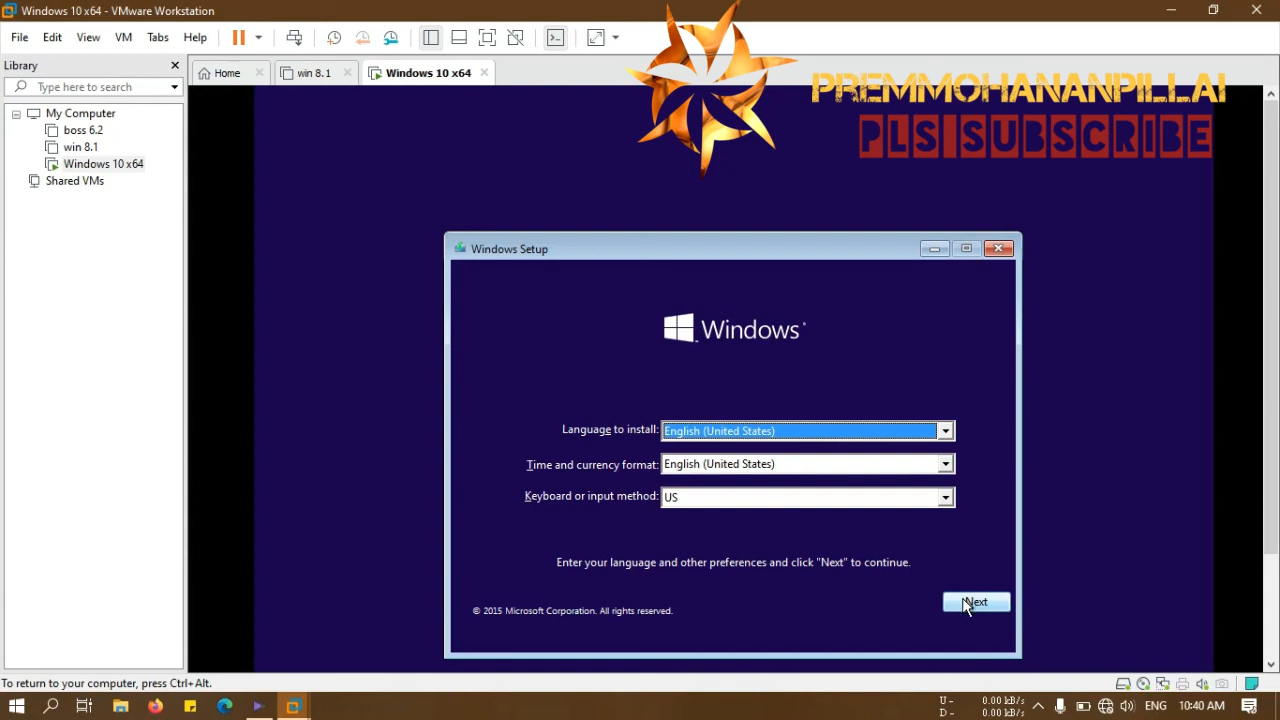 Windows 10 x64 - VMware Workstation
File Edit View VM Tabs Help
PREMMOHANANPILLAI
PLS SUBSCRIBE
Library
Type here to search
My Computer
boss 6.2
win 8.1
Windows 10 x64
Shared VMs
Home
win 8.1
Windows 10 x64
Windows Setup
Windows
Language to install: English (United States)
Time and currency format: English (United States)
Keyboard or input method: US
Enter your language and other preferences and click "Next" to continue.
Next
© 2015 Microsoft Corporation. All rights reserved.
To return to your computer, press Ctrl+Alt.
U - 0.00 kB/s
D - 0.00 kB/s
ENG
10:40 AM